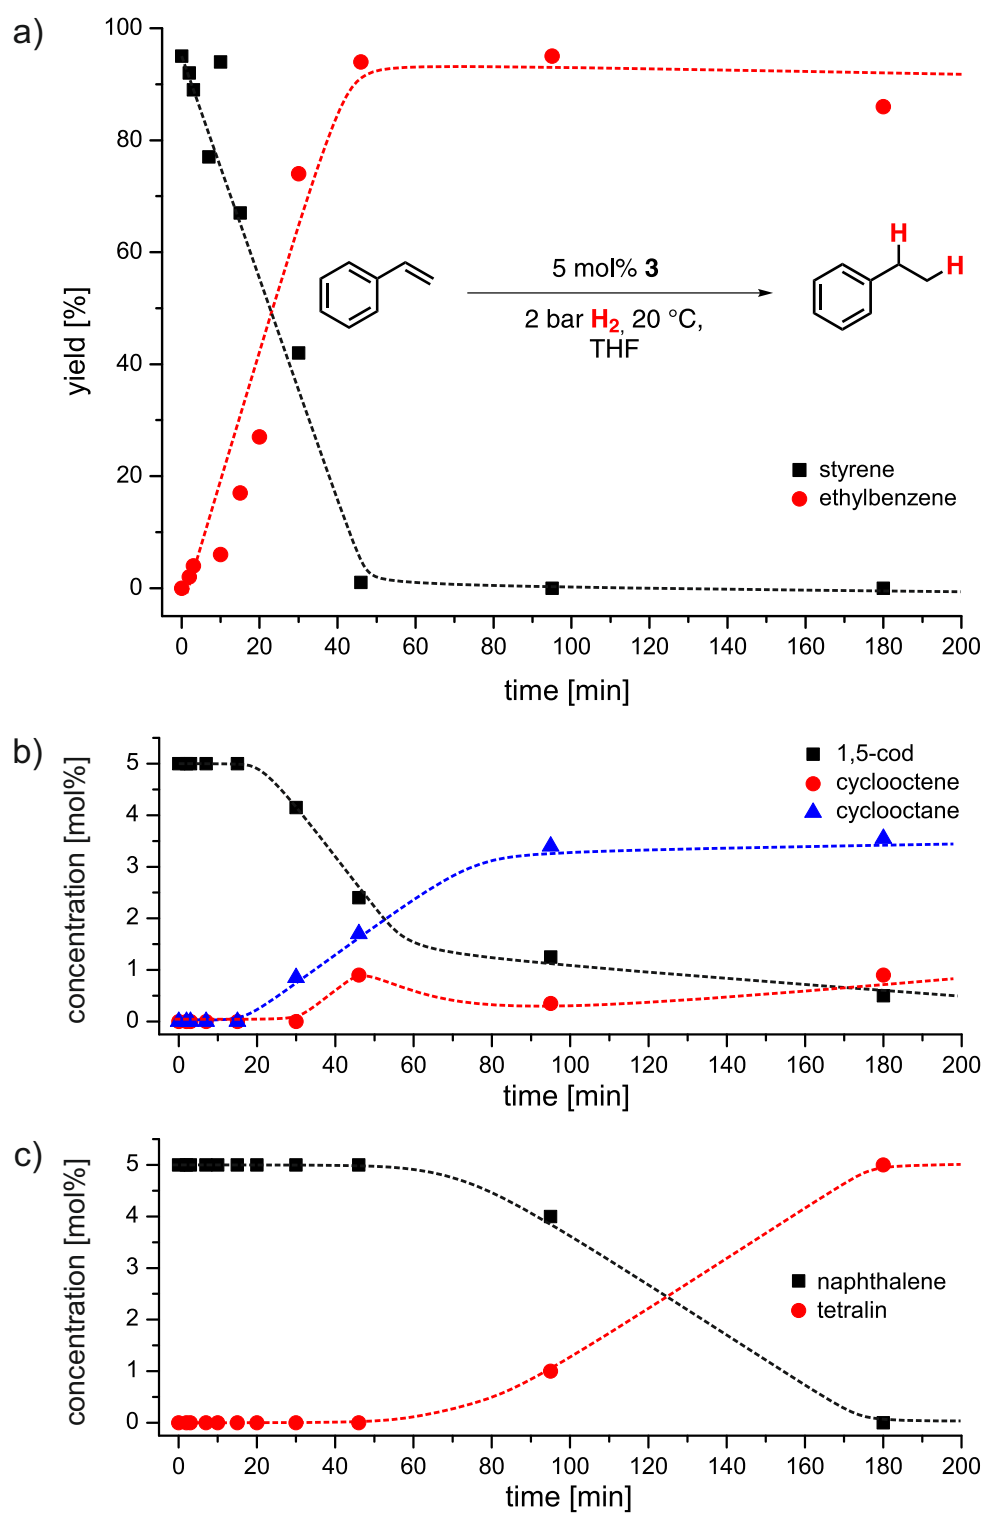 a)
100
80
60
40
20
0
yield [%]
5 mol% 3
2 bar H2, 20 °C,
THF
H
H
styrene
ethylbenzene
0 20 40 60 80 100 120 140 160 180 200
time [min]
b)
5
4
3
2
1
0
concentration [mol%]
1,5-cod
cyclooctene
cyclooctane
0 20 40 60 80 100 120 140 160 180 200
time [min]
c)
5
4
3
2
1
0
concentration [mol%]
naphthalene
tetralin
0 20 40 60 80 100 120 140 160 180 200
time [min]